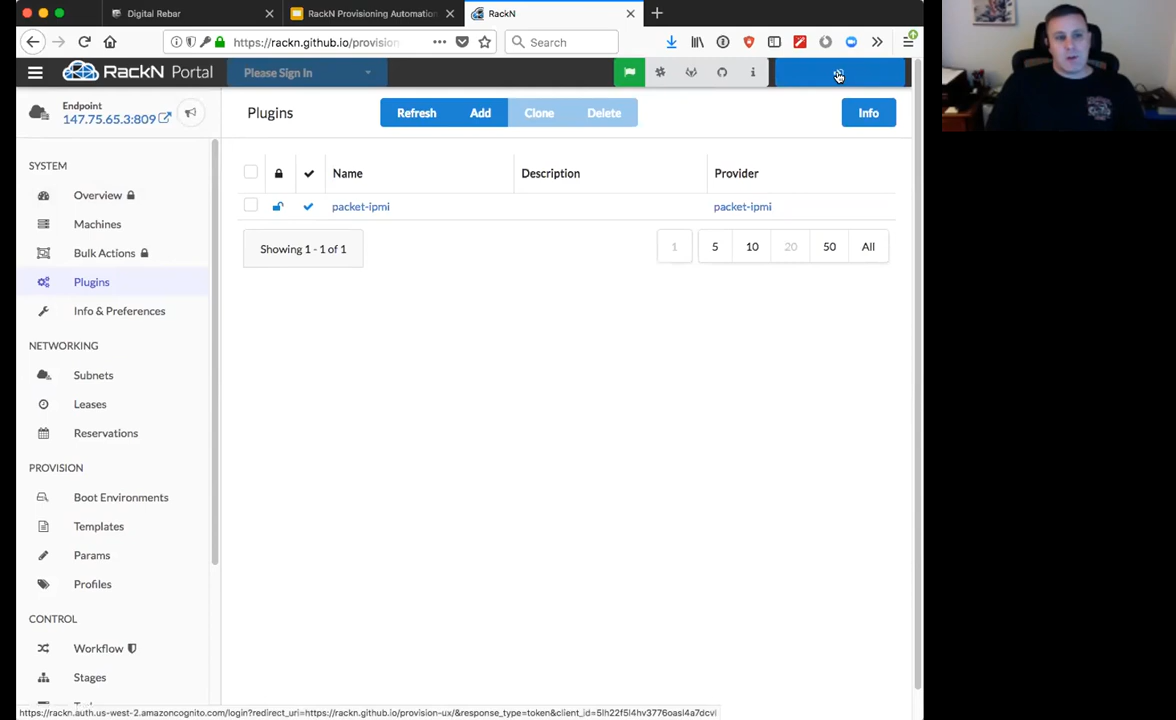 Digital Rebar
RackN Provisioning Automation
RackN
https://rackn.github.io/provision
Search
RackN Portal
Please Sign In
Endpoint
147.75.65.3:809
Plugins
Refresh
Add
Clone
Delete
Info
SYSTEM
Overview
Machines
Bulk Actions
Plugins
Info & Preferences
NETWORKING
Subnets
Leases
Reservations
PROVISION
Boot Environments
Templates
Params
Profiles
CONTROL
Workflow
Stages
Name
Description
Provider
packet-ipmi
packet-ipmi
Showing 1 - 1 of 1
1
5
10
20
50
All